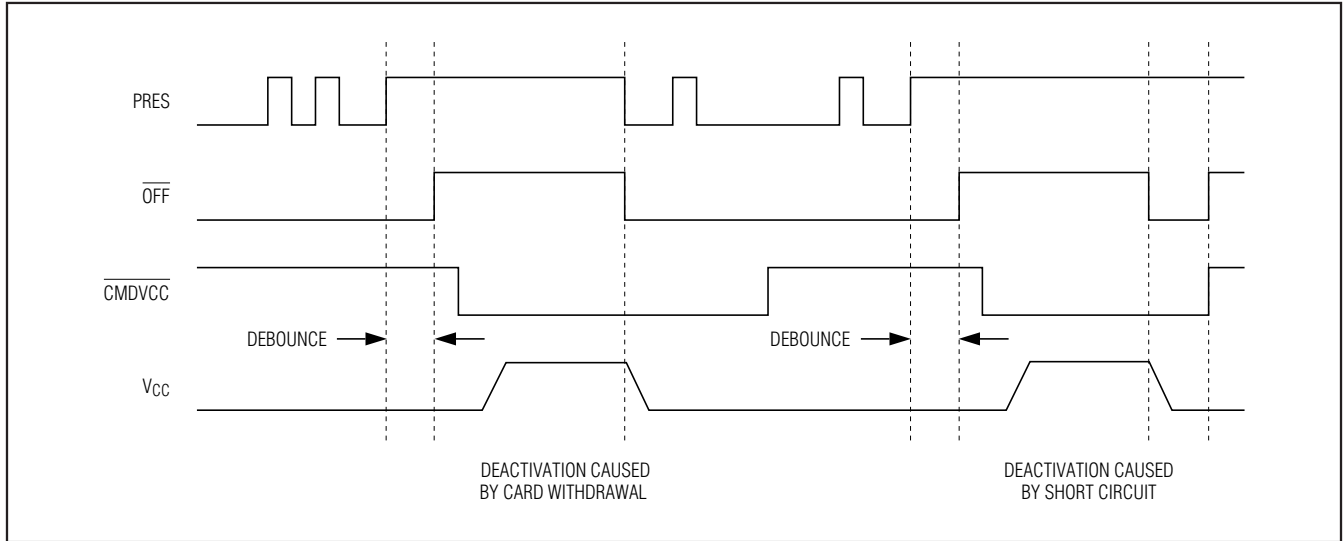 PRES
OFF
CMDVCC
DEBOUNCE
DEBOUNCE
VCC
DEACTIVATION CAUSED
BY CARD WITHDRAWAL
DEACTIVATION CAUSED
BY SHORT CIRCUIT